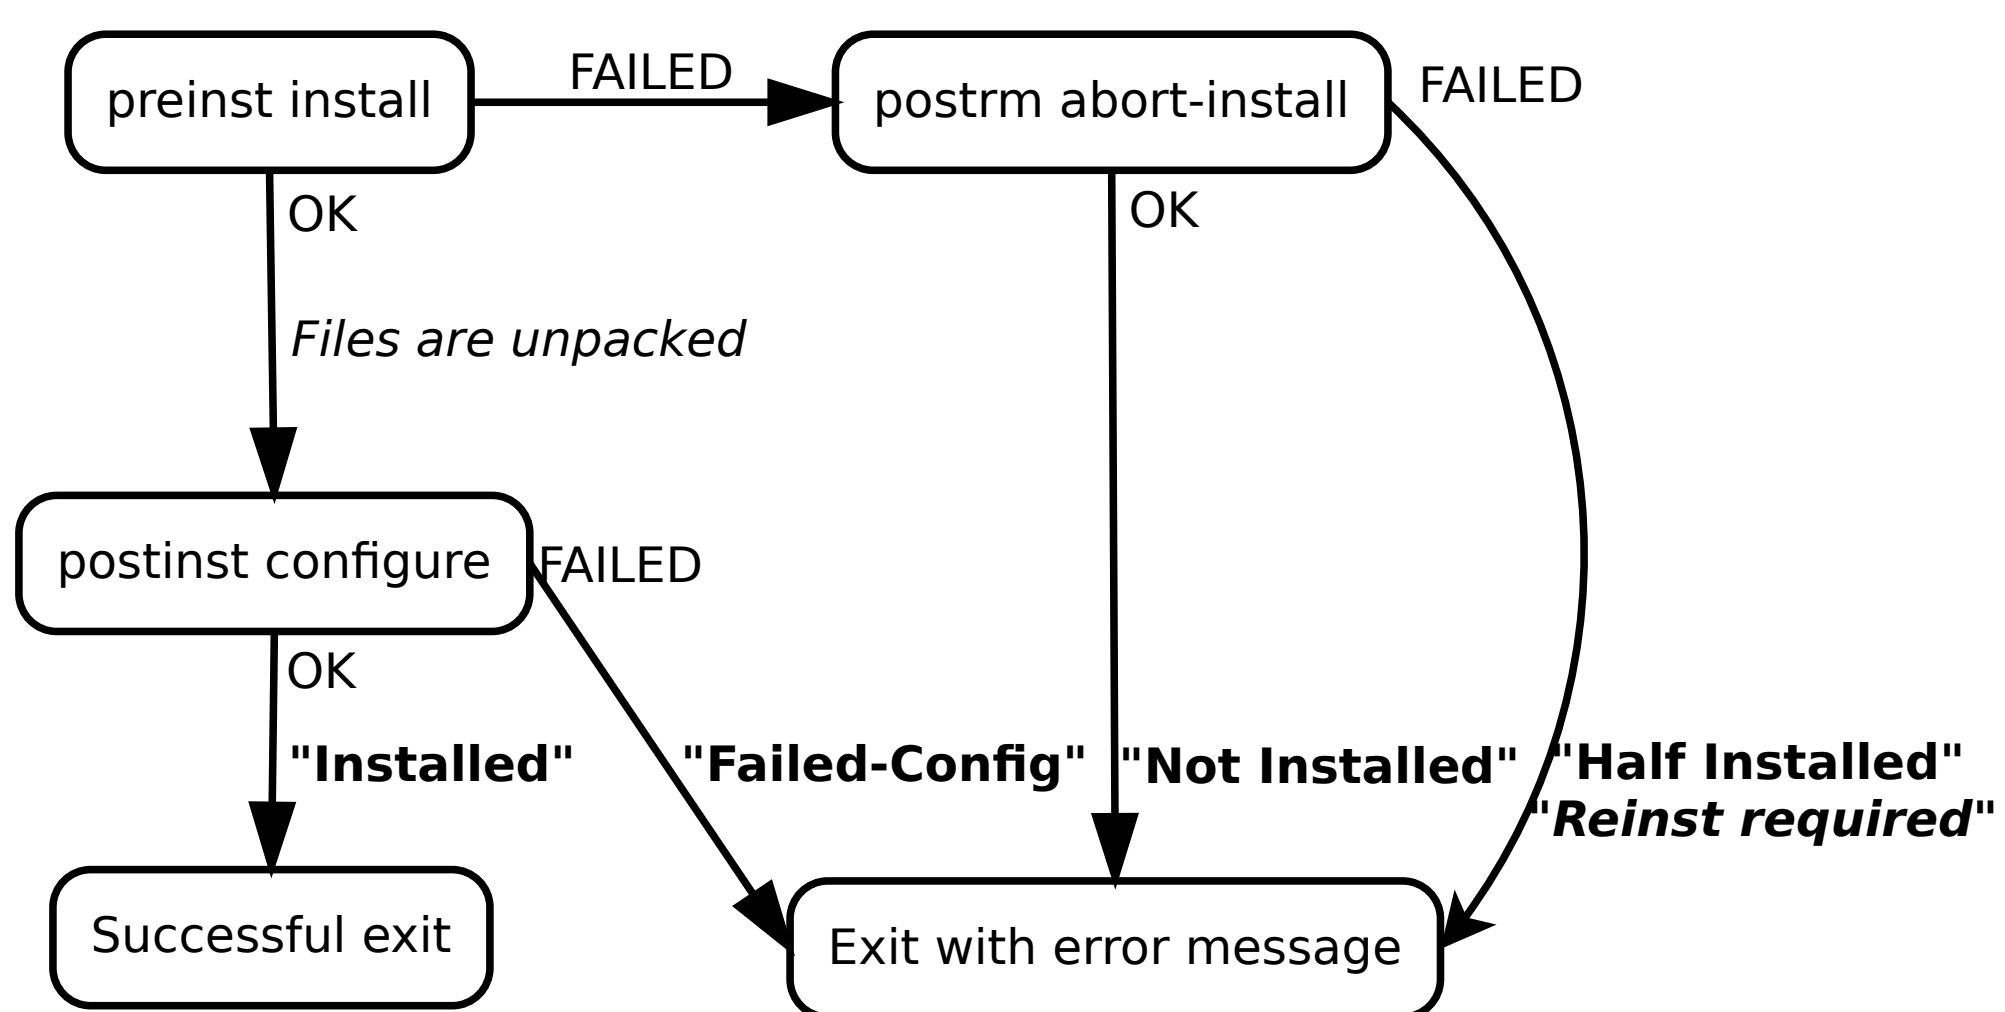 preinst install
FAILED
postrm abort-install
FAILED
OK
OK
Files are unpacked
postinst configure
FAILED
OK
"Installed"
"Failed-Config"
"Not Installed"
"Half Installed"
"Reinst required"
Successful exit
Exit with error message